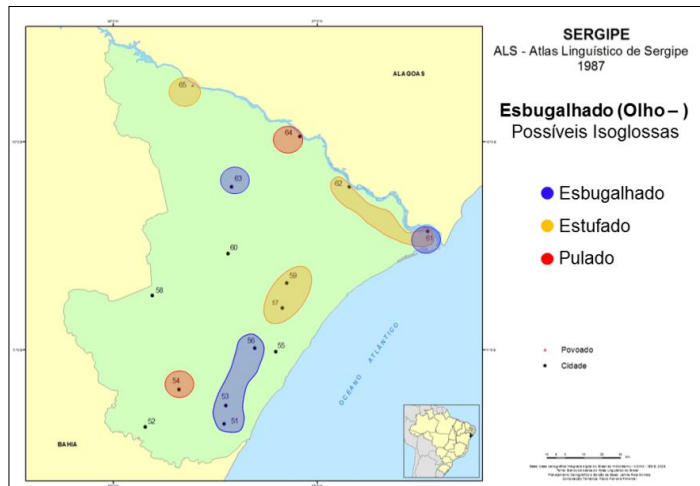 SERGIPE
ALS - Atlas Linguístico de Sergipe
1987
Esbugalhado (Olho – )
Possíveis Isoglossas
Esbugalhado
Estufado
Pulado
Povoado
Cidade
ALAGOAS
BAHIA
OCEANO ATLÂNTICO
65
64
63
62
61
60
59
58
57
56
55
54
53
52
51